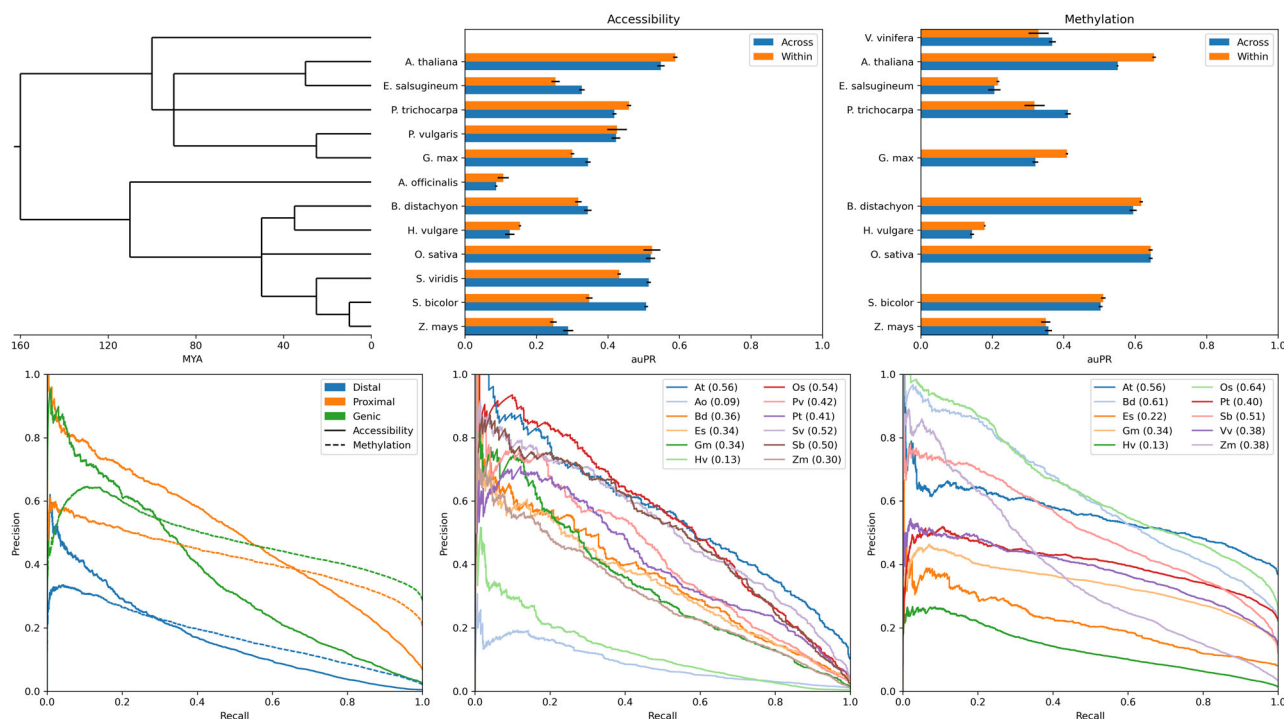 Accessibility
Methylation
V. vinifera
A. thaliana
E. salsugineum
P. trichocarpa
P. vulgaris
G. max
A. officinalis
B. distachyon
H. vulgare
O. sativa
S. viridis
S. bicolor
Z. mays
160 120 80 40 0
MYA
Across
Within
0.0 0.2 0.4 0.6 0.8 1.0
auPR
A. thaliana
E. salsugineum
P. trichocarpa
G. max
B. distachyon
H. vulgare
O. sativa
S. bicolor
Z. mays
Across
Within
0.0 0.2 0.4 0.6 0.8 1.0
auPR
Precision
1.0
0.8
0.6
0.4
0.2
0.0
0.0 0.2 0.4 0.6 0.8 1.0
Recall
Distal
Proximal
Genic
Accessibility
Methylation
Precision
1.0
0.8
0.6
0.4
0.2
0.0
0.0 0.2 0.4 0.6 0.8 1.0
Recall
At (0.56) Os (0.54)
Ao (0.09) Pv (0.42)
Bd (0.36) Pt (0.41)
Es (0.34) Sv (0.52)
Gm (0.34) Sb (0.50)
Hv (0.13) Zm (0.30)
Precision
1.0
0.8
0.6
0.4
0.2
0.0
0.0 0.2 0.4 0.6 0.8 1.0
Recall
At (0.56) Os (0.64)
Bd (0.61) Pt (0.40)
Es (0.22) Sb (0.51)
Gm (0.34) Vv (0.38)
Hv (0.13) Zm (0.38)